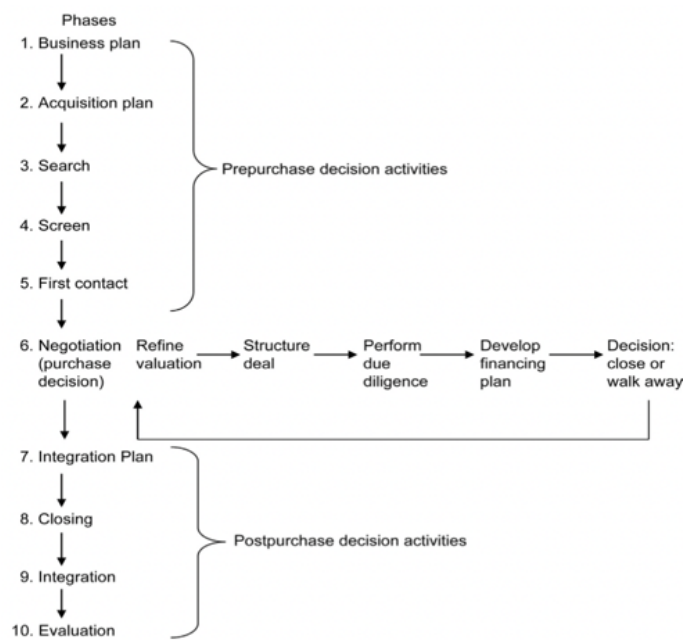 Phases
1. Business plan
2. Acquisition plan
3. Search
Prepurchase decision activities
4. Screen
5. First contact
6. Negotiation
(purchase
decision)
Refine
valuation
Structure
deal
Perform
due
diligence
Develop
financing
plan
Decision:
close or
walk away
7. Integration Plan
8. Closing
Postpurchase decision activities
9. Integration
10. Evaluation